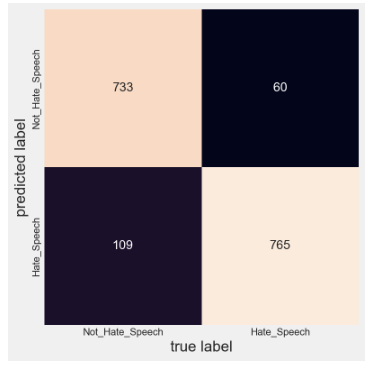 predicted label
Not_Hate_Speech
733 60
Hate_Speech
109 765
Not_Hate_Speech Hate_Speech
true label